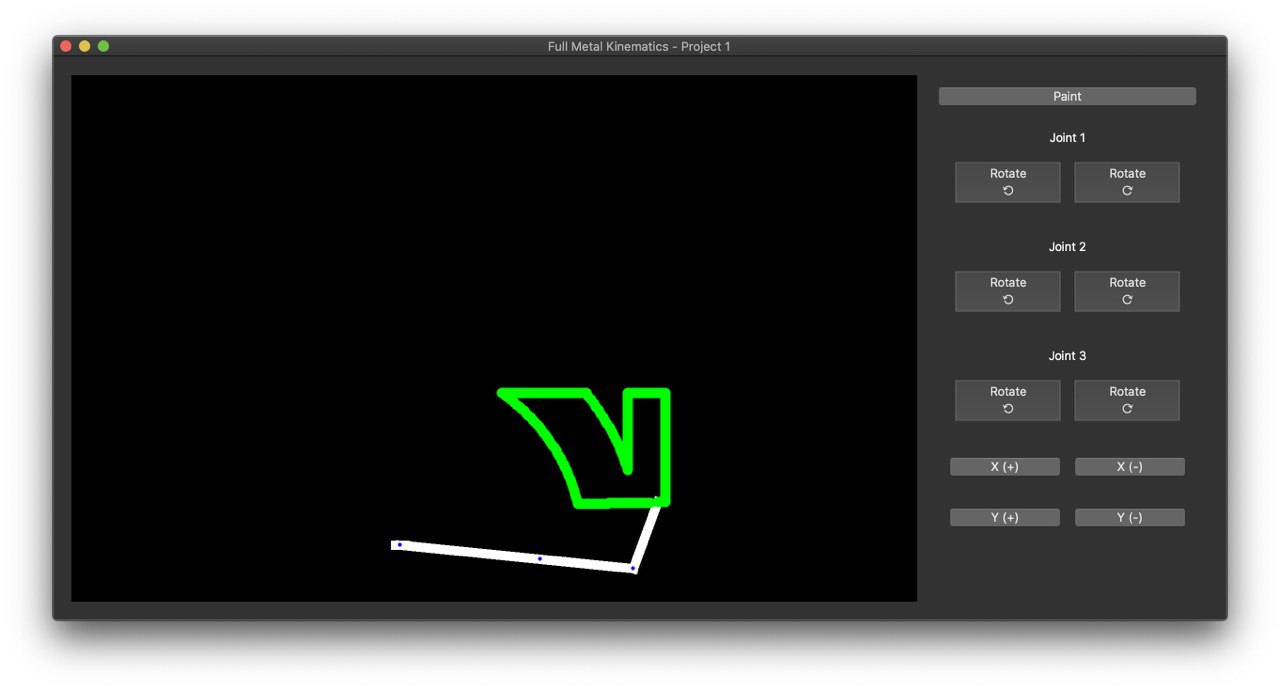 Full Metal Kinematics - Project 1
Paint
Joint 1
Rotate Rotate
Joint 2
Rotate Rotate
Joint 3
Rotate Rotate
X (+) X (-)
Y (+) Y (-)